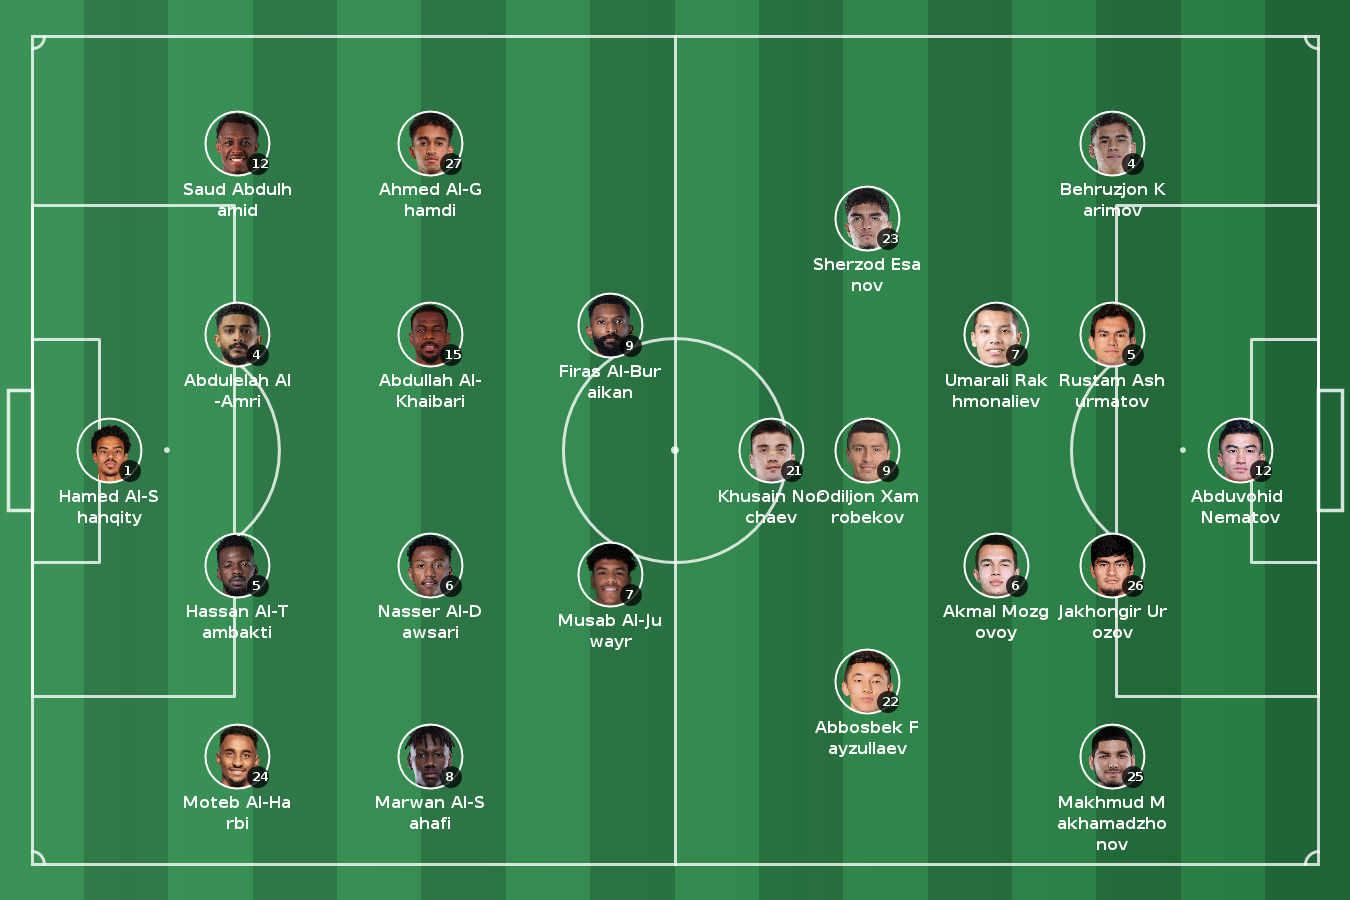 12
Saud Abdulh
amid
27
Ahmed Al-G
hamdi
4
Behruzjon K
arimov
23
Sherzod Esa
nov
4
Abdulelah Al
-Amri
15
Abdullah Al-
Khaibari
9
Firas Al-Bur
aikan
7
Umarali Rak
hmonaliev
5
Rustam Ash
urmatov
1
Hamed Al-S
hanqity
21
Khusain Nor
chaev
9
Odiljon Xam
robekov
12
Abduvohid
Nematov
5
Hassan Al-T
ambakti
6
Nasser Al-D
awsari
7
Musab Al-Ju
wayr
6
Akmal Mozg
ovoy
26
Jakhongir Ur
ozov
22
Abbosbek F
ayzullaev
24
Moteb Al-Ha
rbi
8
Marwan Al-S
ahafi
25
Makhmud M
akhamadzho
nov